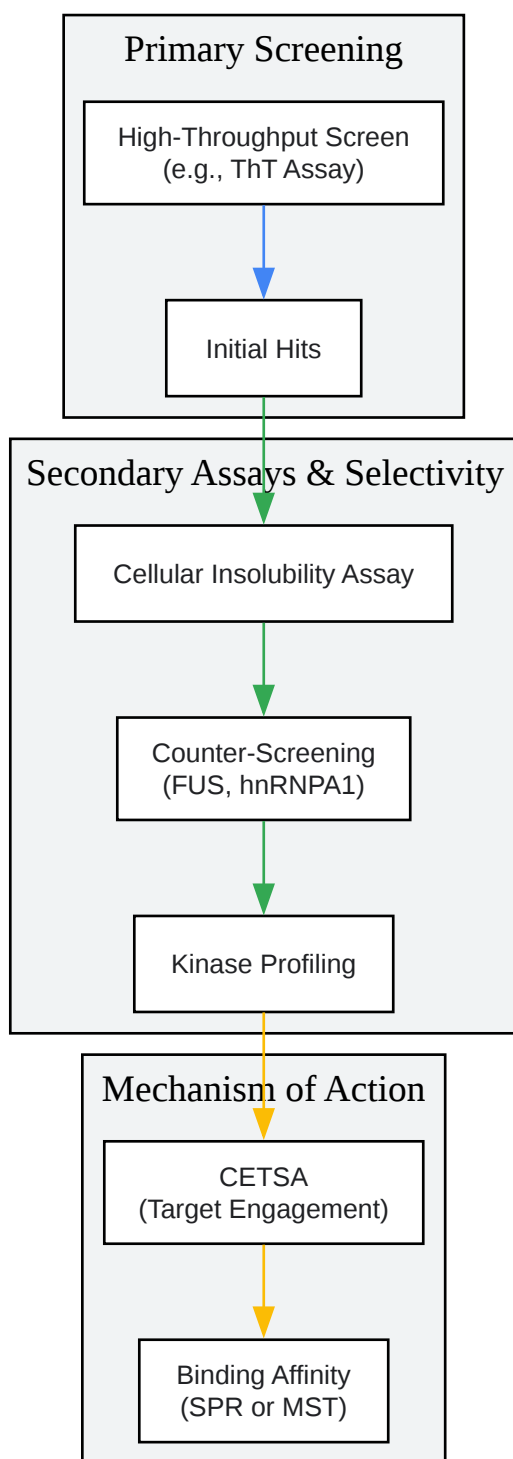 Primary Screening
High-Throughput Screen
(e.g., ThT Assay)
Initial Hits
Secondary Assays & Selectivity
Cellular Insolubility Assay
Counter-Screening
(FUS, hnRNPA1)
Kinase Profiling
Mechanism of Action
CETSA
(Target Engagement)
Binding Affinity
(SPR or MST)